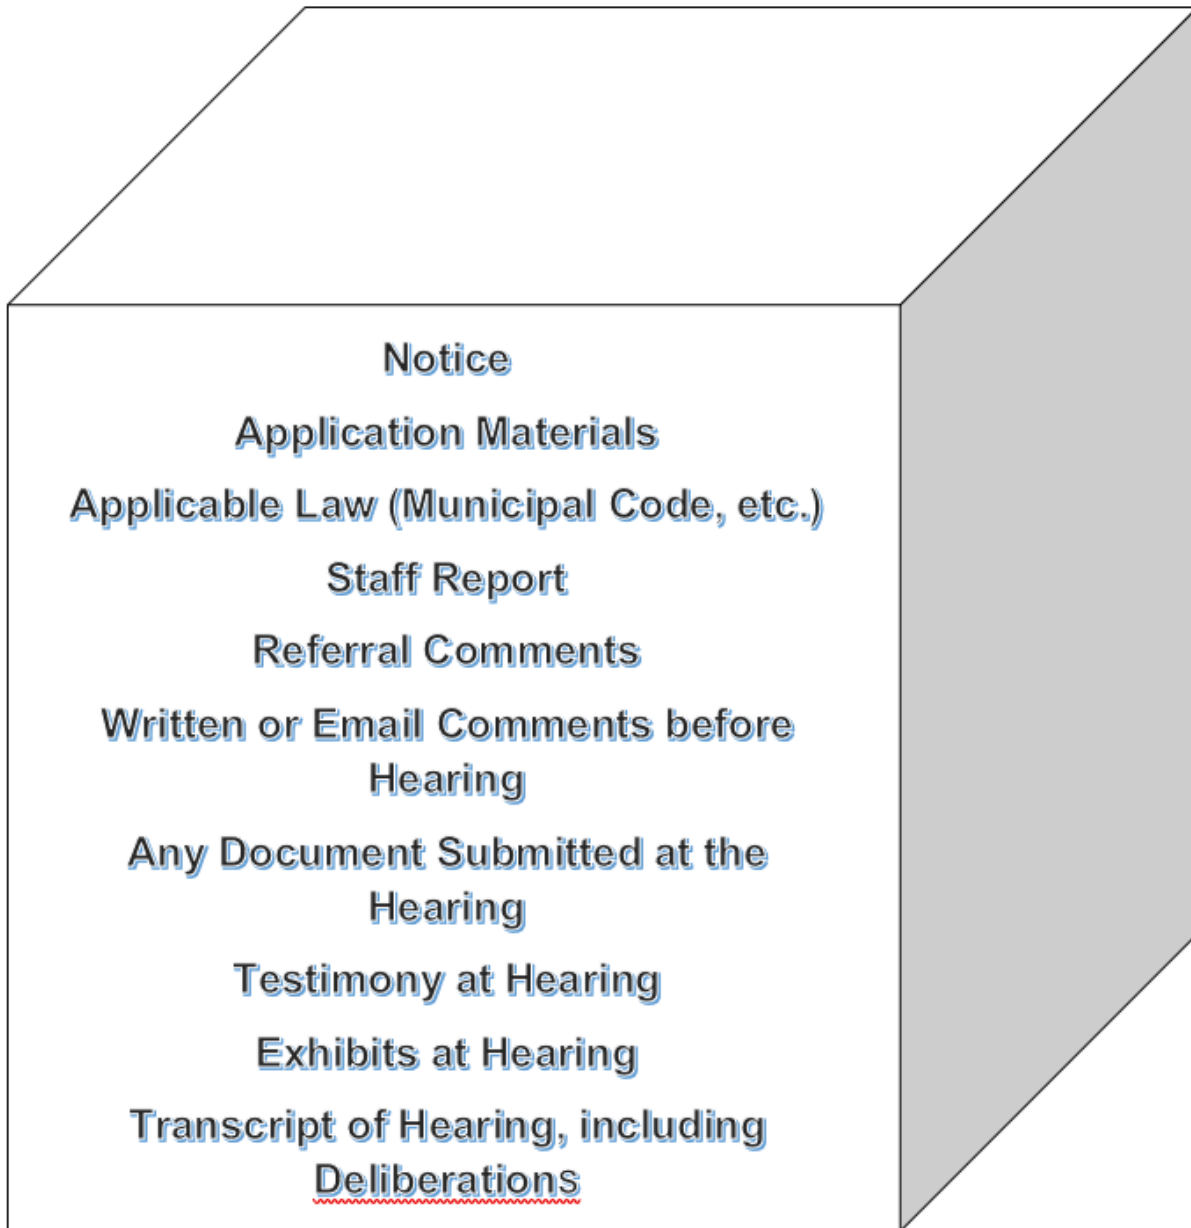 Notice
Application Materials
Applicable Law (Municipal Code, etc.)
Staff Report
Referral Comments
Written or Email Comments before
Hearing
Any Document Submitted at the
Hearing
Testimony at Hearing
Exhibits at Hearing
Transcript of Hearing, including
Deliberations